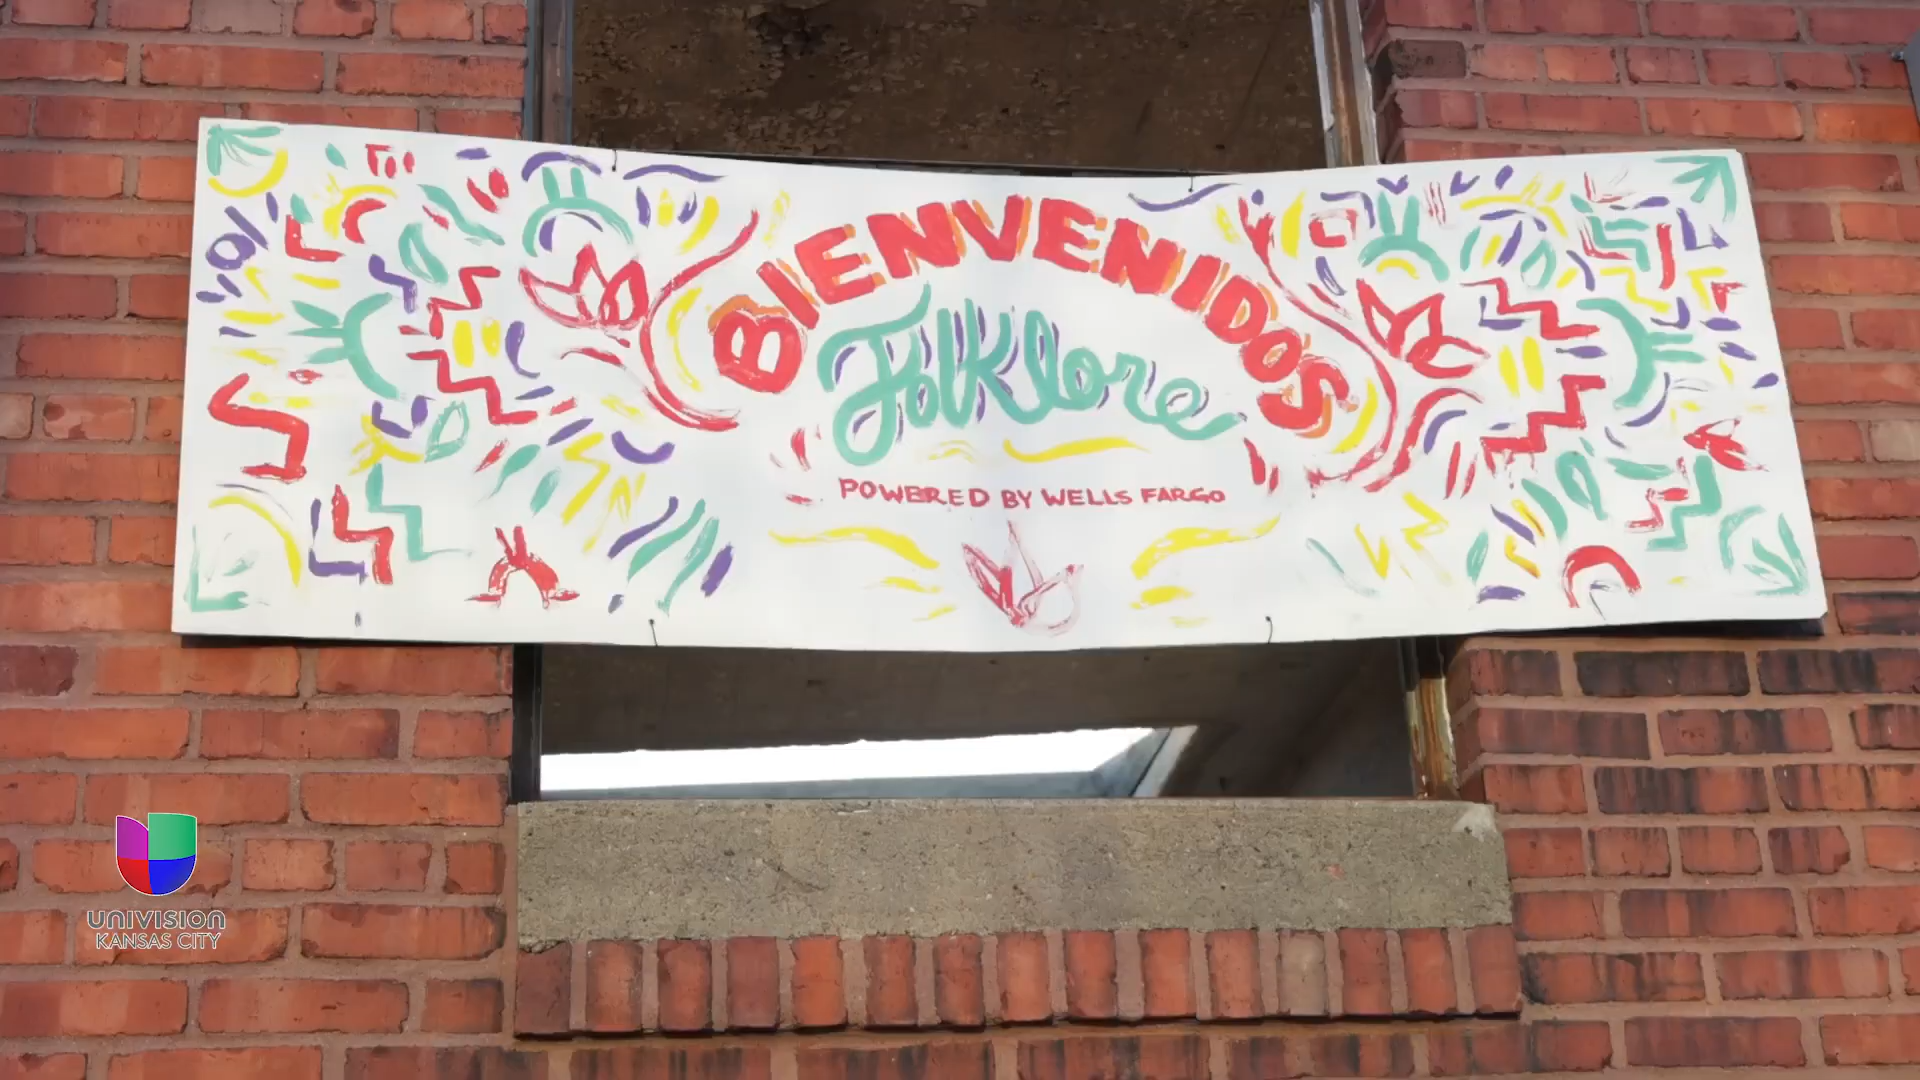 BIENVENIDOS
Folklore
POWERED BY WELLS FARGO
UNIVISION
KANSAS CITY